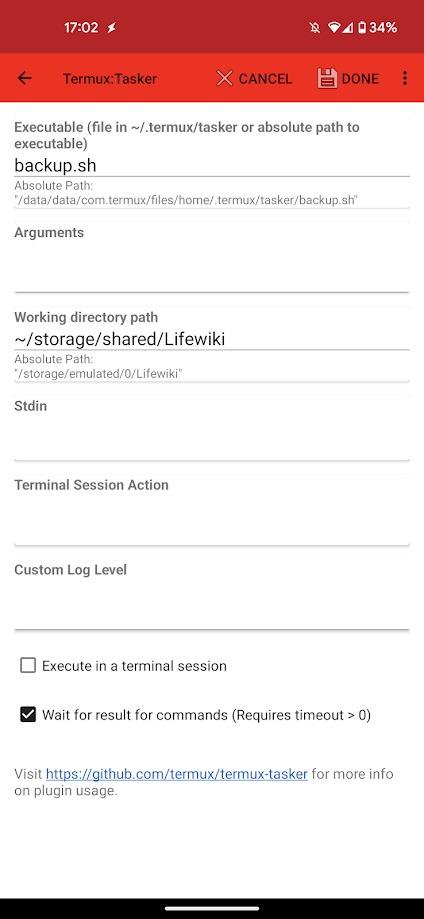 17:02 34%
Termux:Tasker CANCEL DONE
Executable (file in ~/.termux/tasker or absolute path to
executable)
backup.sh
Absolute Path:
"/data/data/com.termux/files/home/.termux/tasker/backup.sh"
Arguments
Working directory path
~/storage/shared/Lifewiki
Absolute Path:
"/storage/emulated/0/Lifewiki"
Stdin
Terminal Session Action
Custom Log Level
Execute in a terminal session
Wait for result for commands (Requires timeout > 0)
Visit https://github.com/termux/termux-tasker for more info
on plugin usage.